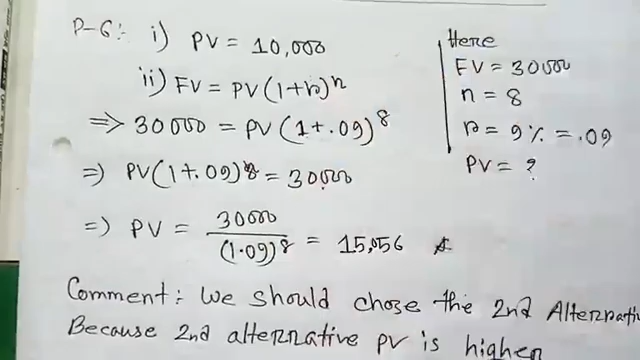 P-6:- i) PV = 10,000
ii) FV = PV(1+r)^n
⇒ 30000 = PV(1+.09)^8
⇒ PV(1+.09)^8 = 30000
⇒ PV = 30000/(1.09)^8 = 15,056
Comment: We should chose the 2nd Alternativ
Because 2nd alternative PV is higher
Here
FV = 30000
n = 8
r = 9% = .09
PV = ?